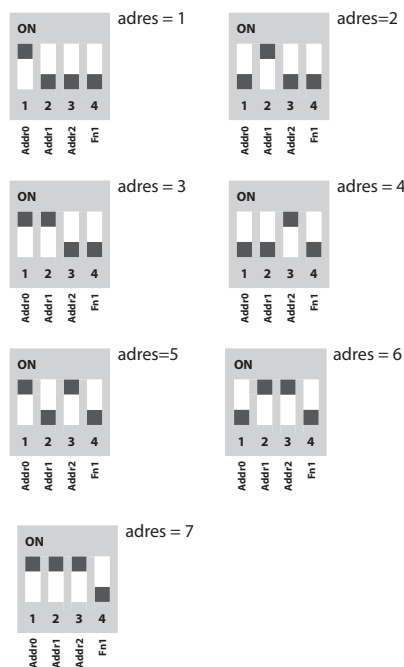 adres = 1
ON
1 2 3 4
Addr0 Addr1 Addr2 Fn1
adres=2
ON
1 2 3 4
Addr0 Addr1 Addr2 Fn1
adres = 3
ON
1 2 3 4
Addr0 Addr1 Addr2 Fn1
adres = 4
ON
1 2 3 4
Addr0 Addr1 Addr2 Fn1
adres=5
ON
1 2 3 4
Addr0 Addr1 Addr2 Fn1
adres = 6
ON
1 2 3 4
Addr0 Addr1 Addr2 Fn1
adres = 7
ON
1 2 3 4
Addr0 Addr1 Addr2 Fn1